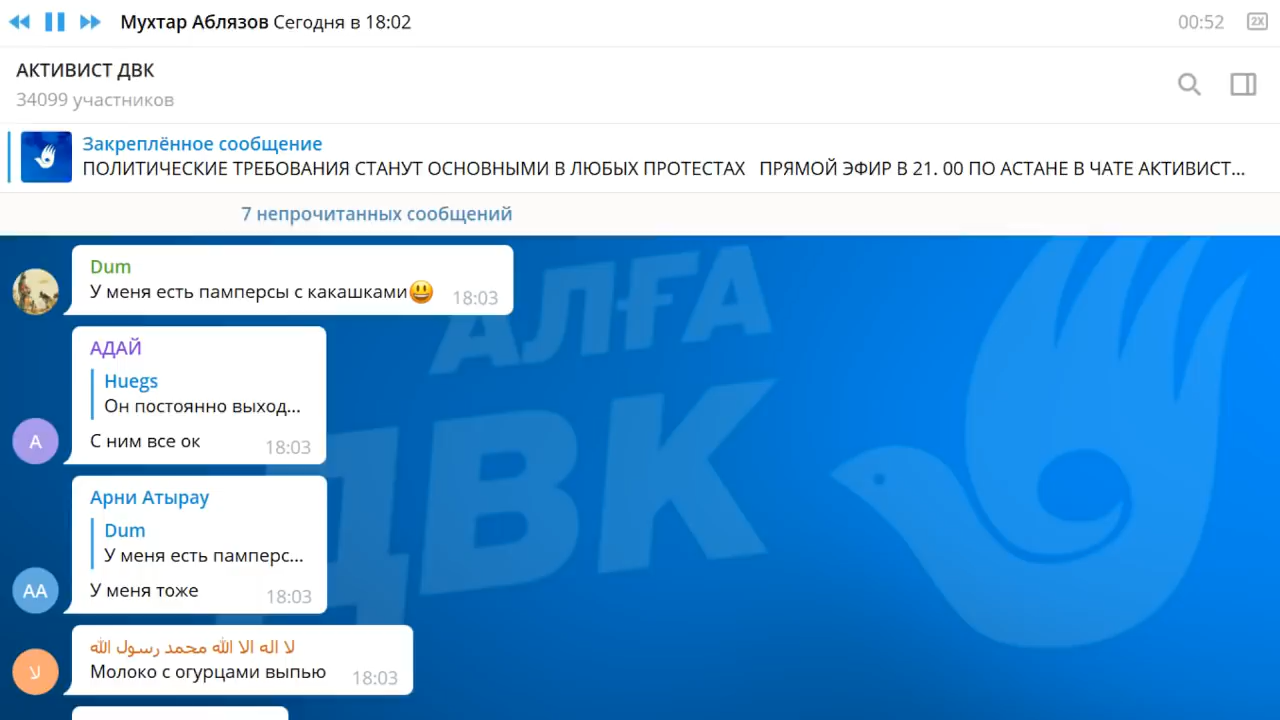 Мухтар Аблязов Сегодня в 18:02
00:52
2X
АКТИВИСТ ДВК
34099 участников
Закреплённое сообщение
ПОЛИТИЧЕСКИЕ ТРЕБОВАНИЯ СТАНУТ ОСНОВНЫМИ В ЛЮБЫХ ПРОТЕСТАХ ПРЯМОЙ ЭФИР В 21. 00 ПО АСТАНЕ В ЧАТЕ АКТИВИСТ...
7 непрочитанных сообщений
АЛҒА
ДВК
Dum
У меня есть памперсы с какашками😃 18:03
АДАЙ
Huegs
Он постоянно выход...
А
С ним все ок 18:03
Арни Атырау
Dum
У меня есть памперс...
АА
У меня тоже 18:03
لا اله الا الله محمد رسول الله
لا
Молоко с огурцами выпью 18:03